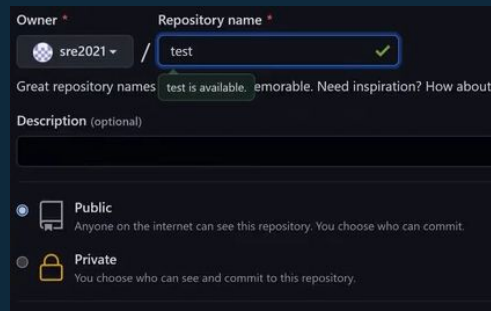 Owner * Repository name *
sre2021 / test
Great repository names test is available. emorable. Need inspiration? How about
Description (optional)
Public
Anyone on the internet can see this repository. You choose who can commit.
Private
You choose who can see and commit to this repository.